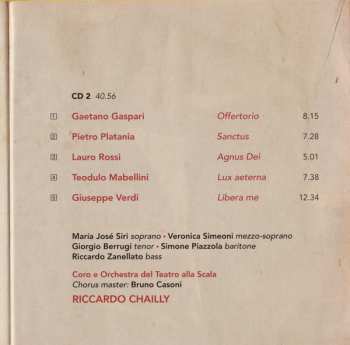 CD 2 40.56
1 Gaetano Gaspari Offertorio 8.15
2 Pietro Platania Sanctus 7.28
3 Lauro Rossi Agnus Dei 5.01
4 Teodulo Mabellini Lux aeterna 7.38
5 Giuseppe Verdi Libera me 12.34
Maria José Siri soprano • Veronica Simeoni mezzo-soprano
Giorgio Berrugi tenor • Simone Piazzola baritone
Riccardo Zanellato bass
Coro e Orchestra del Teatro alla Scala
Chorus master: Bruno Casoni
RICCARDO CHAILLY